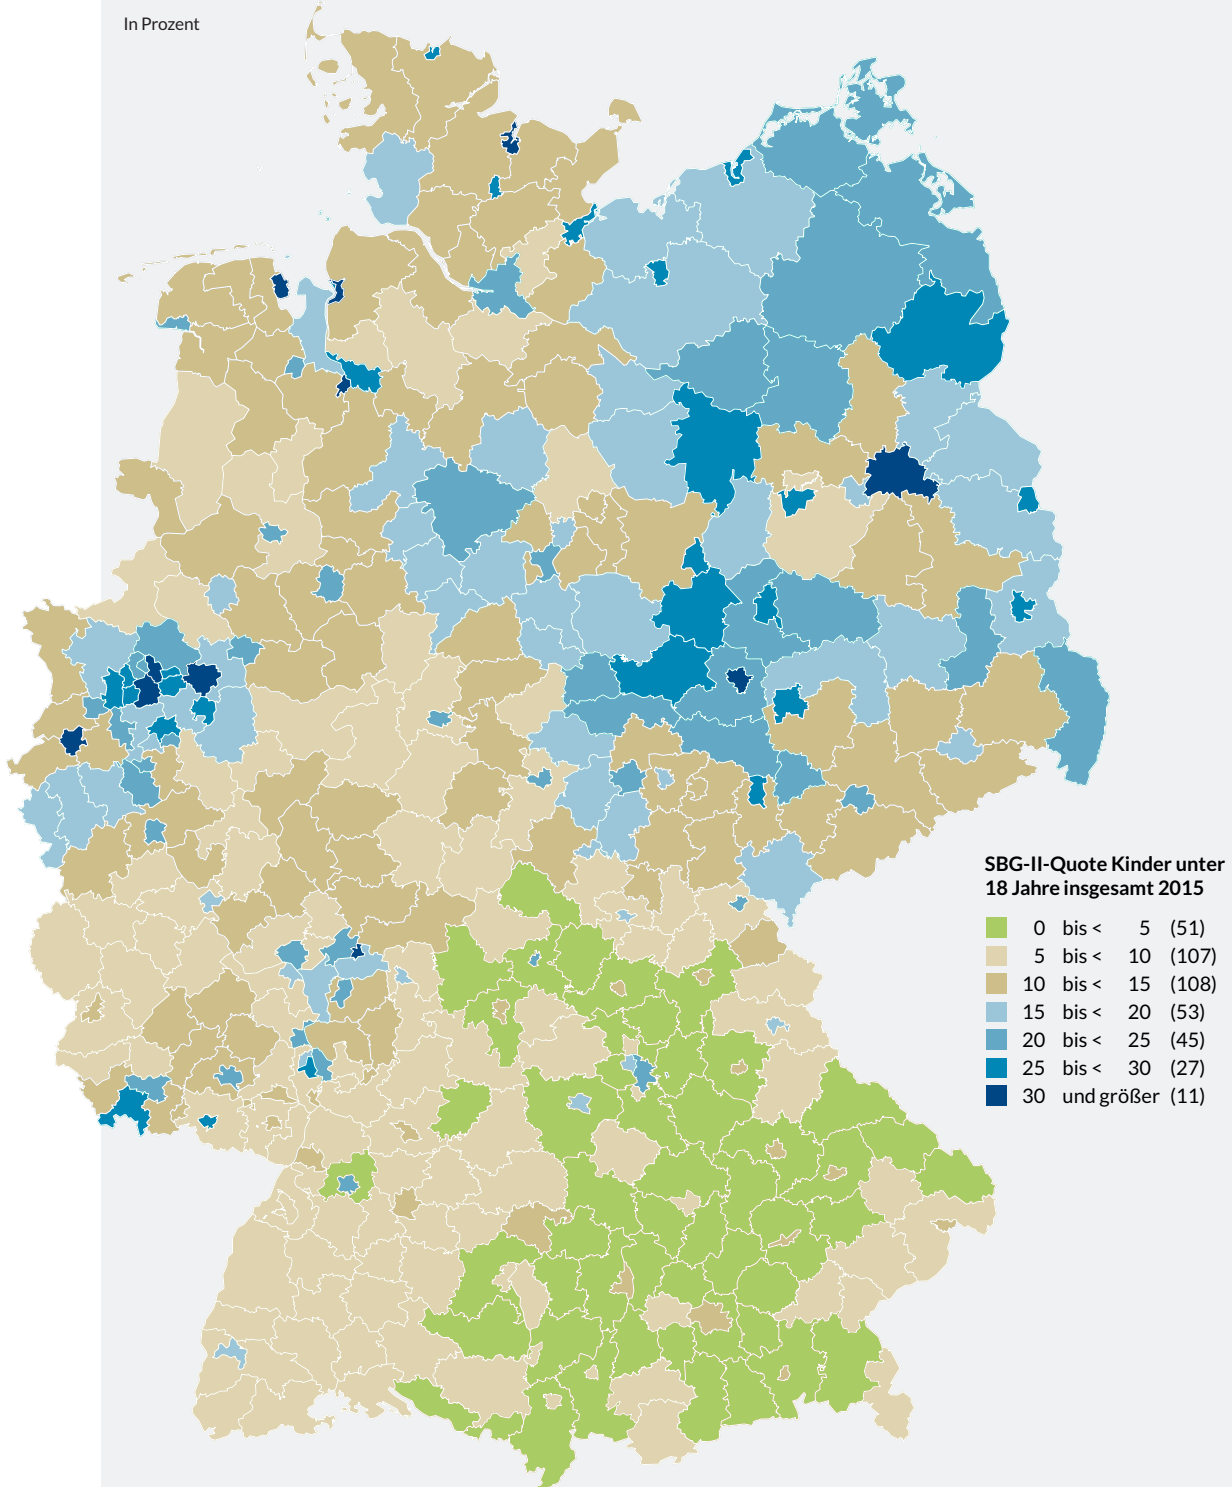 In Prozent
SBG-II-Quote Kinder unter
18 Jahre insgesamt 2015
0 bis < 5 (51)
5 bis < 10 (107)
10 bis < 15 (108)
15 bis < 20 (53)
20 bis < 25 (45)
25 bis < 30 (27)
30 und größer (11)